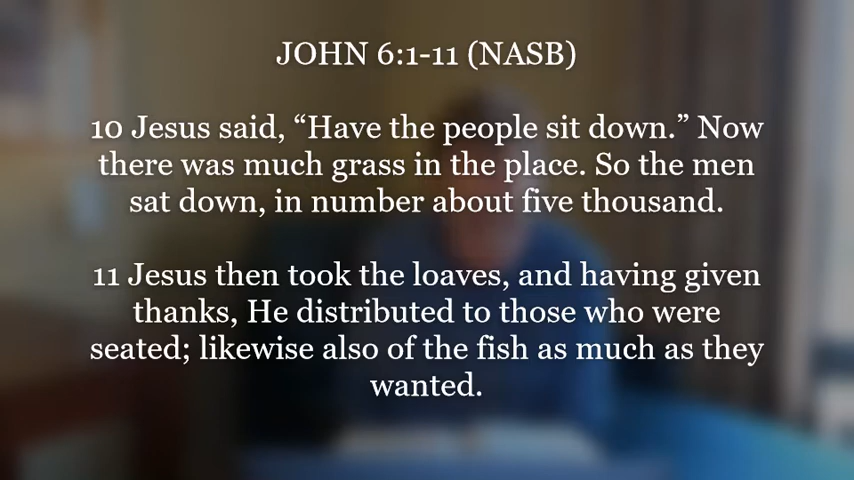 JOHN 6:1-11 (NASB)
10 Jesus said, “Have the people sit down.” Now
there was much grass in the place. So the men
sat down, in number about five thousand.
11 Jesus then took the loaves, and having given
thanks, He distributed to those who were
seated; likewise also of the fish as much as they
wanted.